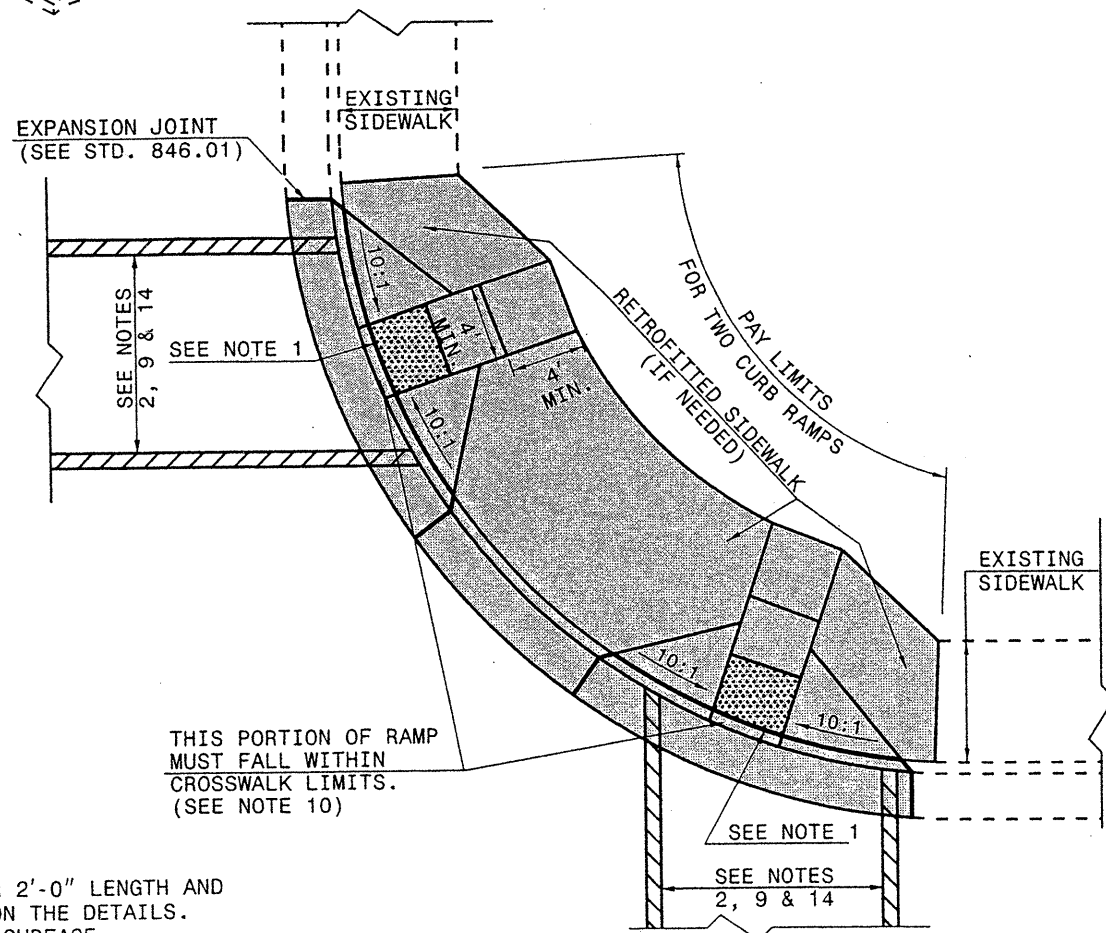 EXISTING
SIDEWALK
EXPANSION JOINT
(SEE STD. 846.01)
10:1
SEE NOTES
2, 9 & 14
SEE NOTE 1
4'
MIN
4'
MIN.
10:1
PAY LIMITS
FOR TWO CURB RAMPS
RETROFITTED SIDEWALK
(IF NEEDED)
EXISTING
SIDEWALK
10:1
10:1
THIS PORTION OF RAMP
MUST FALL WITHIN
CROSSWALK LIMITS.
(SEE NOTE 10)
SEE NOTE 1
SEE NOTES
2, 9 & 14
2'-0" LENGTH AND
ON THE DETAILS.